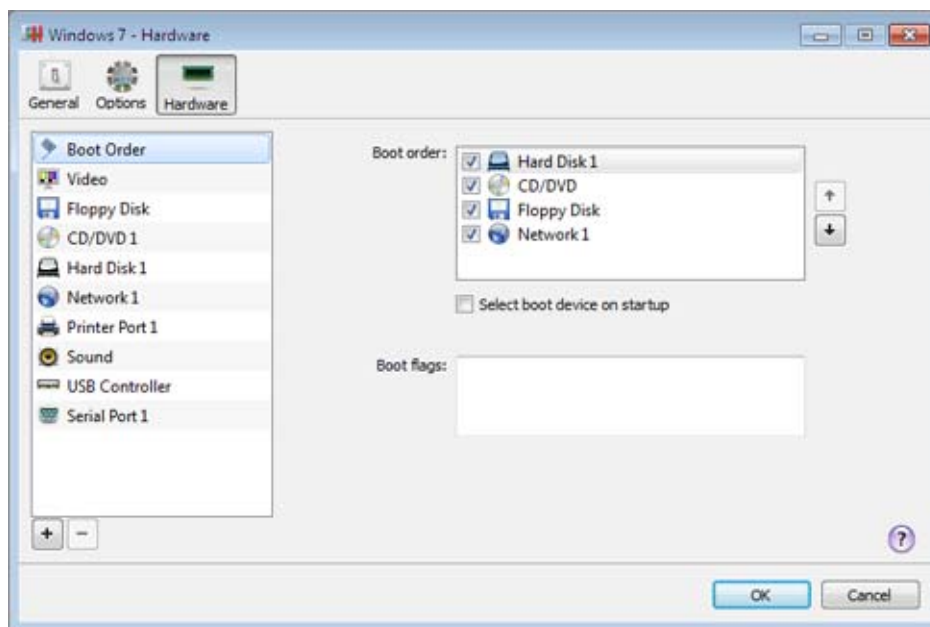 Windows 7 - Hardware
General Options Hardware
Boot Order
Video
Floppy Disk
CD/DVD 1
Hard Disk 1
Network 1
Printer Port 1
Sound
USB Controller
Serial Port 1
Boot order:
Hard Disk 1
CD/DVD
Floppy Disk
Network 1
Select boot device on startup
Boot flags:
OK Cancel